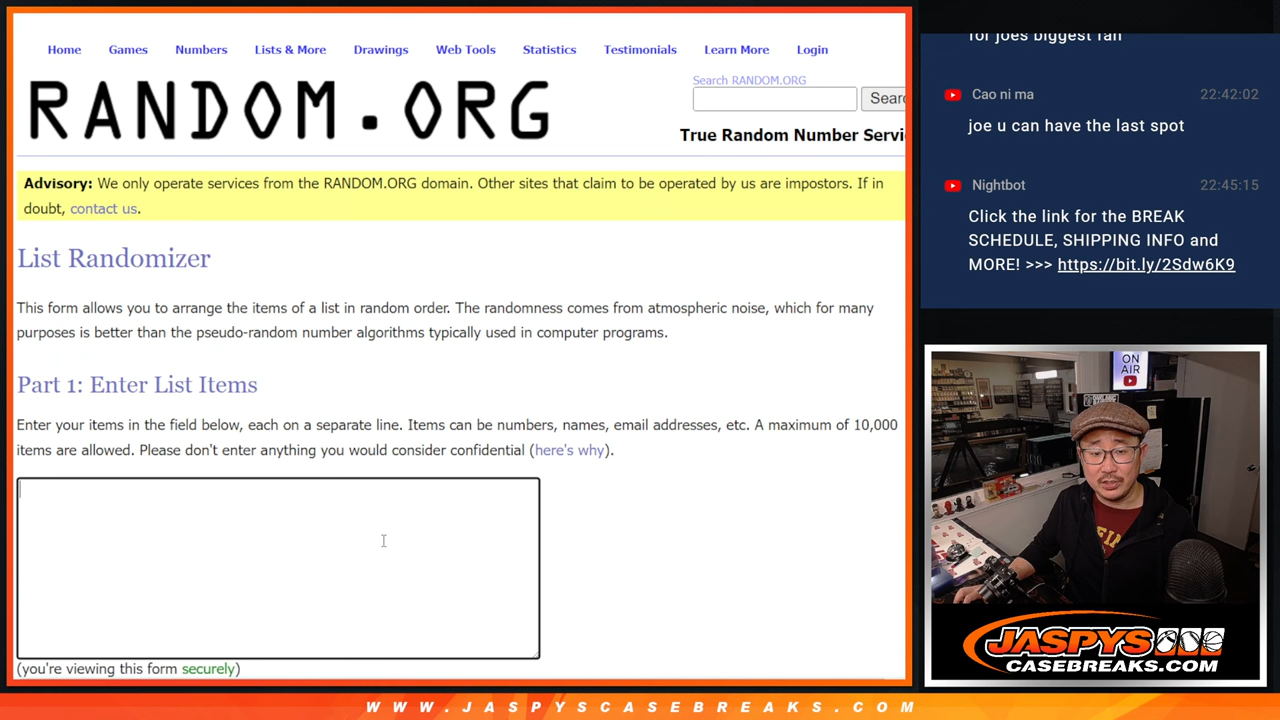 Home Games Numbers Lists & More Drawings Web Tools Statistics Testimonials Learn More Login
RANDOM.ORG
Search RANDOM.ORG
Searc
True Random Number Servi
Advisory: We only operate services from the RANDOM.ORG domain. Other sites that claim to be operated by us are impostors. If in
doubt, contact us.
List Randomizer
This form allows you to arrange the items of a list in random order. The randomness comes from atmospheric noise, which for many
purposes is better than the pseudo-random number algorithms typically used in computer programs.
Part 1: Enter List Items
Enter your items in the field below, each on a separate line. Items can be numbers, names, email addresses, etc. A maximum of 10,000
items are allowed. Please don't enter anything you would consider confidential (here's why).
(you're viewing this form securely)
for joes biggest fan
Cao ni ma 22:42:02
joe u can have the last spot
Nightbot 22:45:15
Click the link for the BREAK
SCHEDULE, SHIPPING INFO and
MORE! >>> https://bit.ly/2Sdw6K9
ON
AIR
JASPYS
CASEBREAKS.COM
WWW.JASPYSCASEBREAKS.COM